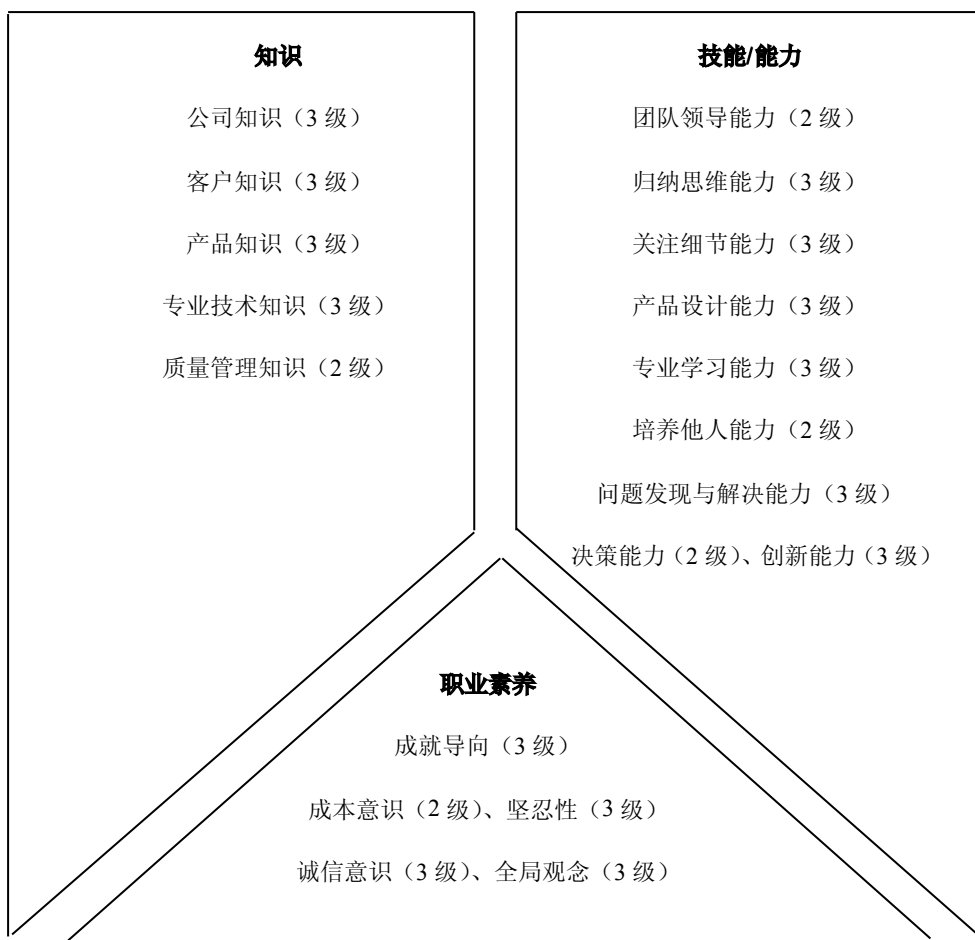 知识
公司知识（3 级）
客户知识（3 级）
产品知识（3 级）
专业技术知识（3 级）
质量管理知识（2 级）
技能/能力
团队领导能力（2 级）
归纳思维能力（3 级）
关注细节能力（3 级）
产品设计能力（3 级）
专业学习能力（3 级）
培养他人能力（2 级）
问题发现与解决能力（3 级）
决策能力（2 级）、创新能力（3 级）
职业素养
成就导向（3 级）
成本意识（2 级）、坚忍性（3 级）
诚信意识（3 级）、全局观念（3 级）